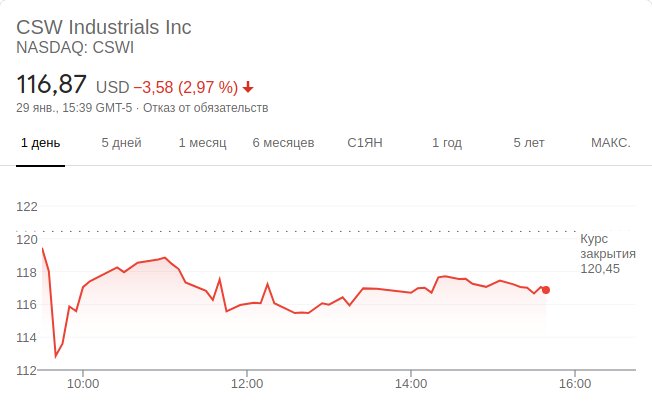 CSW Industrials Inc
NASDAQ: CSWI
116,87 USD −3,58 (2,97 %)
29 янв., 15:39 GMT-5 · Отказ от обязательств
1 день 5 дней 1 месяц 6 месяцев С1ЯН 1 год 5 лет МАКС.
122
120
118
116
114
112
Курс
закрытия
120,45
10:00 12:00 14:00 16:00